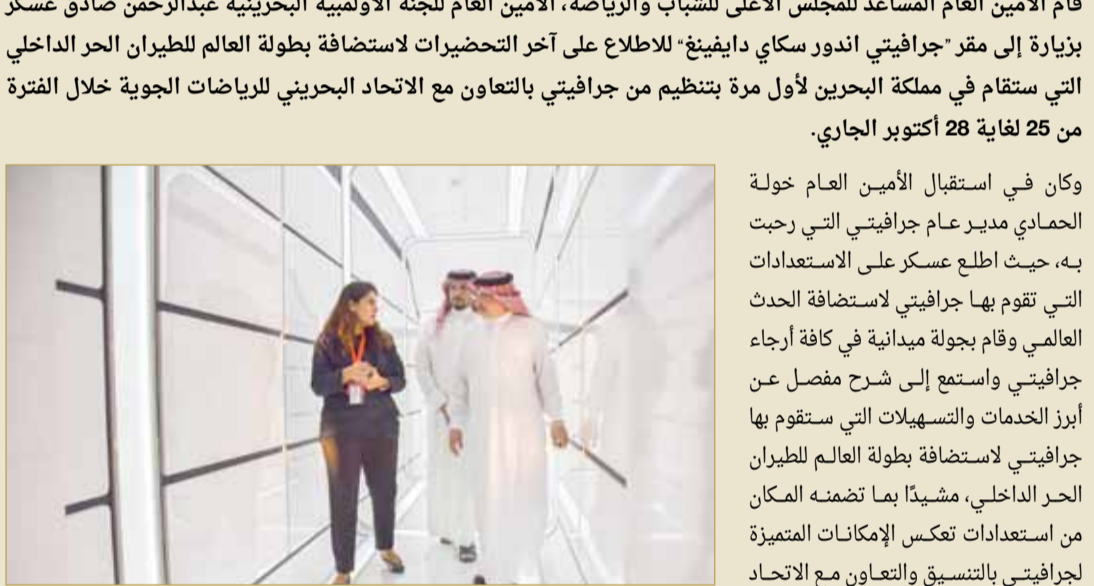 قام الأمين العام المساعد للمجلس الأعلى للشباب والرياضة، الأمين العام للجنة الأولمبية البحرينية عبدالرحمن صادق عسكر
بزيارة إلى مقر "جرافيتي اندور سكاي دايفينغ" للاطلاع على آخر التحضيرات لاستضافة بطولة العالم للطيران الحر الداخلي
التي ستقام في مملكة البحرين لأول مرة بتنظيم من جرافيتي بالتعاون مع الاتحاد البحريني للرياضات الجوية خلال الفترة
من 25 لغاية 28 أكتوبر الجاري.
وكان في استقبال الأمين العام خولة
الحمادي مدير عام جرافيتي التي رحبت
به، حيث اطلع عسكر على الاستعدادات
التي تقوم بها جرافيتي لاستضافة الحدث
العالمي وقام بجولة ميدانية في كافة أرجاء
جرافيتي واستمع إلى شرح مفصل عن
أبرز الخدمات والتسهيلات التي ستقوم بها
جرافيتي لاستضافة بطولة العالم للطيران
الحر الداخلي، مشيدًا بما تضمنه المكان
من استعدادات تعكس الإمكانات المتميزة
لجرافيتي بالتنسيق والتعاون مع الاتحاد